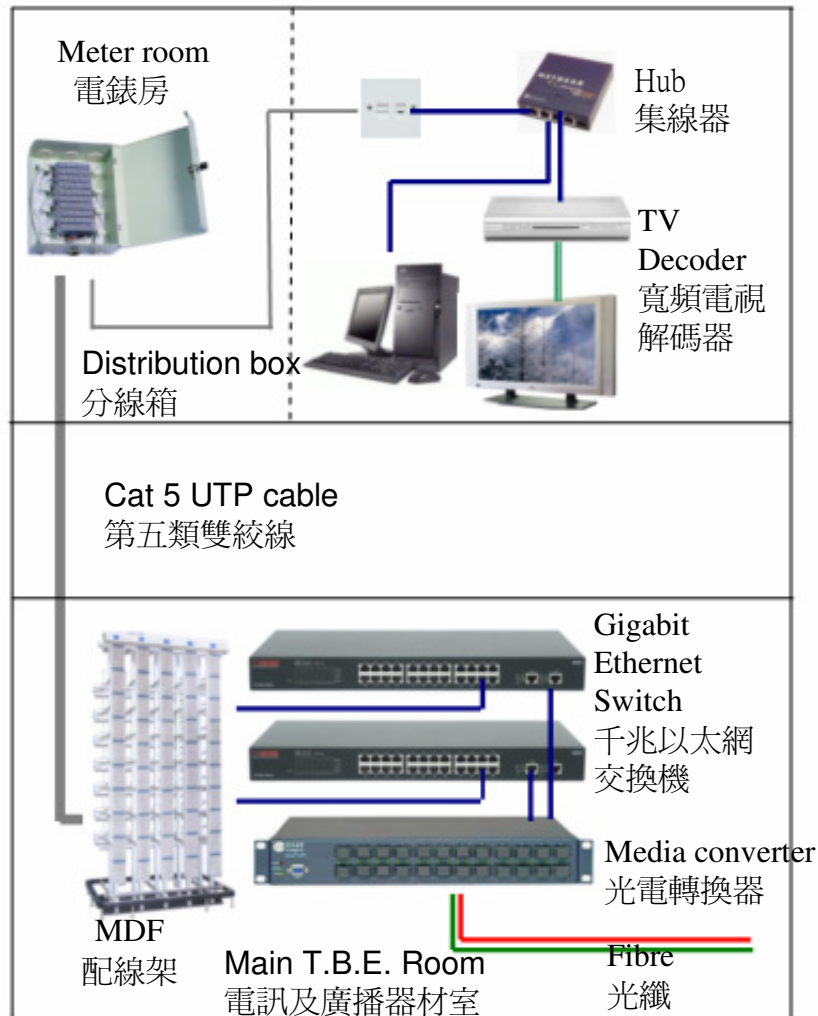 Meter room
電錶房
Hub
集線器
NETGEAR
TV
Decoder
寬頻電視
解碼器
Distribution box
分線箱
Cat 5 UTP cable
第五類雙絞線
Gigabit
Ethernet
Switch
千兆以太網
交換機
Media converter
光電轉換器
MDF
配線架
Main T.B.E. Room
電訊及廣播器材室
Fibre
光纖